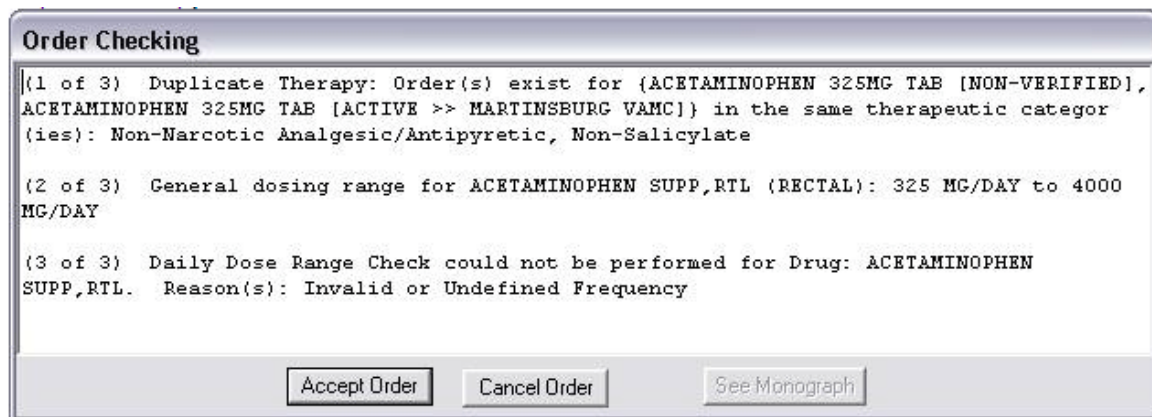 Order Checking
(1 of 3)  Duplicate Therapy: Order(s) exist for {ACETAMINOPHEN 325MG TAB [NON-VERIFIED],
ACETAMINOPHEN 325MG TAB [ACTIVE >> MARTINSBURG VAMC]} in the same therapeutic categor
(ies): Non-Narcotic Analgesic/Antipyretic, Non-Salicylate
(2 of 3)  General dosing range for ACETAMINOPHEN SUPP,RTL (RECTAL): 325 MG/DAY to 4000
MG/DAY
(3 of 3)  Daily Dose Range Check could not be performed for Drug: ACETAMINOPHEN
SUPP,RTL.  Reason(s): Invalid or Undefined Frequency
Accept Order Cancel Order See Monograph